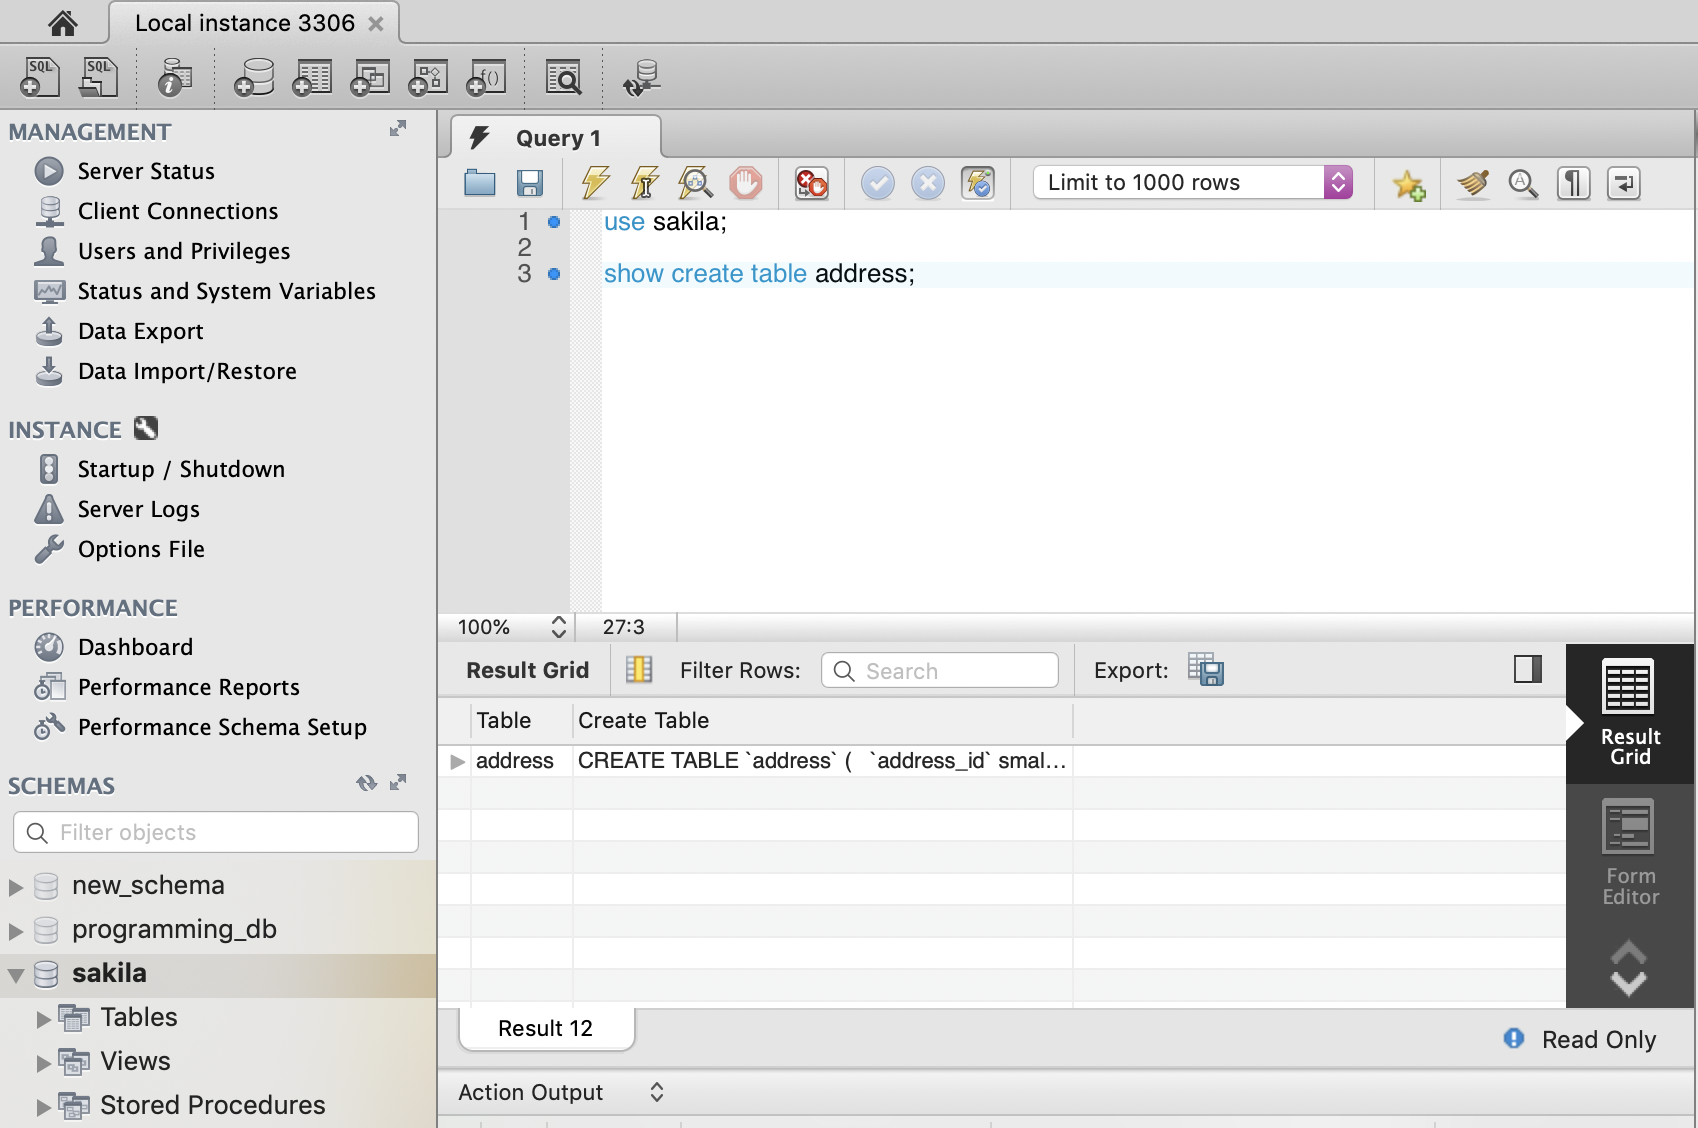 Local instance 3306
SQL
SQL
f()
MANAGEMENT
Server Status
Client Connections
Users and Privileges
Status and System Variables
Data Export
Data Import/Restore
INSTANCE
Startup / Shutdown
Server Logs
Options File
PERFORMANCE
Dashboard
Performance Reports
Performance Schema Setup
SCHEMAS
Filter objects
new_schema
programming_db
sakila
Tables
Views
Stored Procedures
Query 1
Limit to 1000 rows
1 use sakila;
2
3 show create table address;
100% 27:3
Result Grid Filter Rows: Search Export:
Table Create Table
address CREATE TABLE `address` ( `address_id` smal...
Result
Grid
Form
Editor
Result 12
Read Only
Action Output